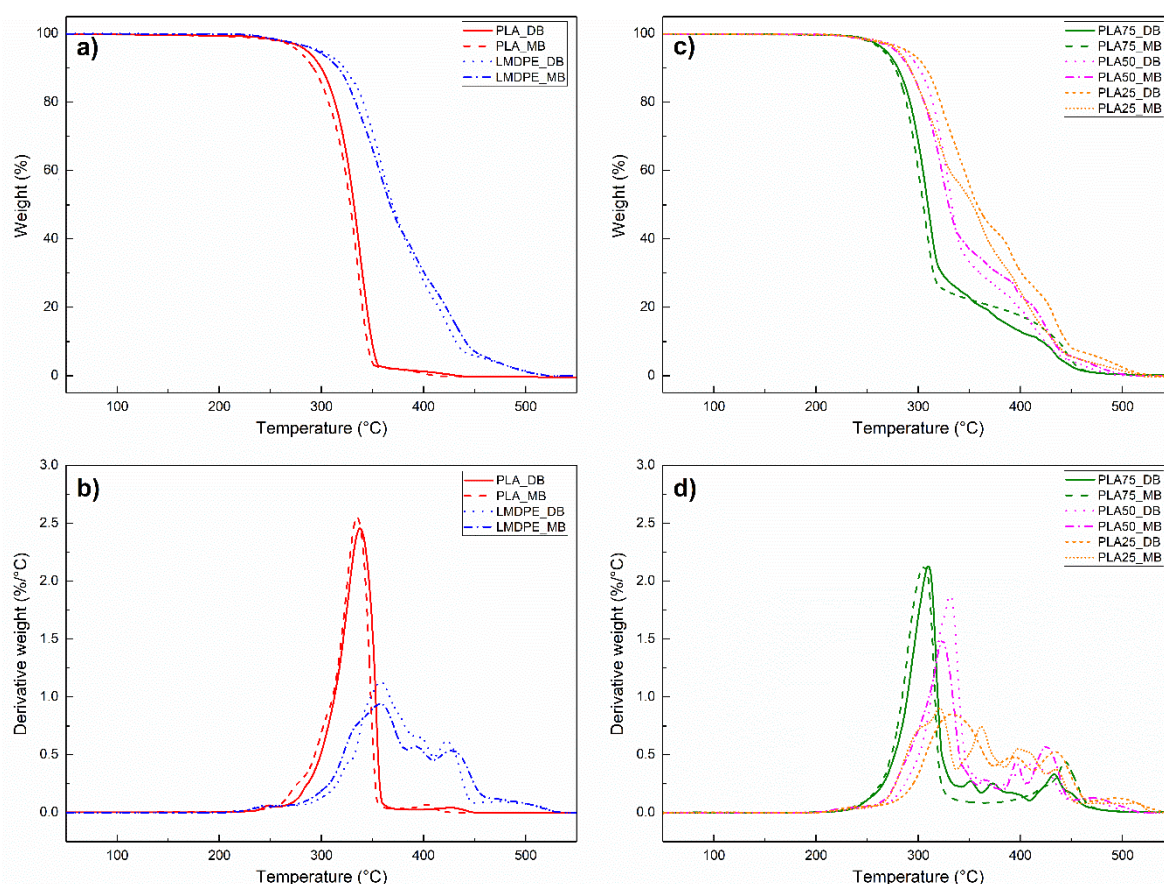 a)
PLA_DB
PLA_MB
LMDPE_DB
LMDPE_MB
Weight (%)
100
80
60
40
20
0
100 200 300 400 500
Temperature (°C)
c)
PLA75_DB
PLA75_MB
PLA50_DB
PLA50_MB
PLA25_DB
PLA25_MB
Weight (%)
100
80
60
40
20
0
100 200 300 400 500
Temperature (°C)
b)
PLA_DB
PLA_MB
LMDPE_DB
LMDPE_MB
Derivative weight (%/°C)
3.0
2.5
2.0
1.5
1.0
0.5
0.0
100 200 300 400 500
Temperature (°C)
d)
PLA75_DB
PLA75_MB
PLA50_DB
PLA50_MB
PLA25_DB
PLA25_MB
Derivative weight (%/°C)
3.0
2.5
2.0
1.5
1.0
0.5
0.0
100 200 300 400 500
Temperature (°C)